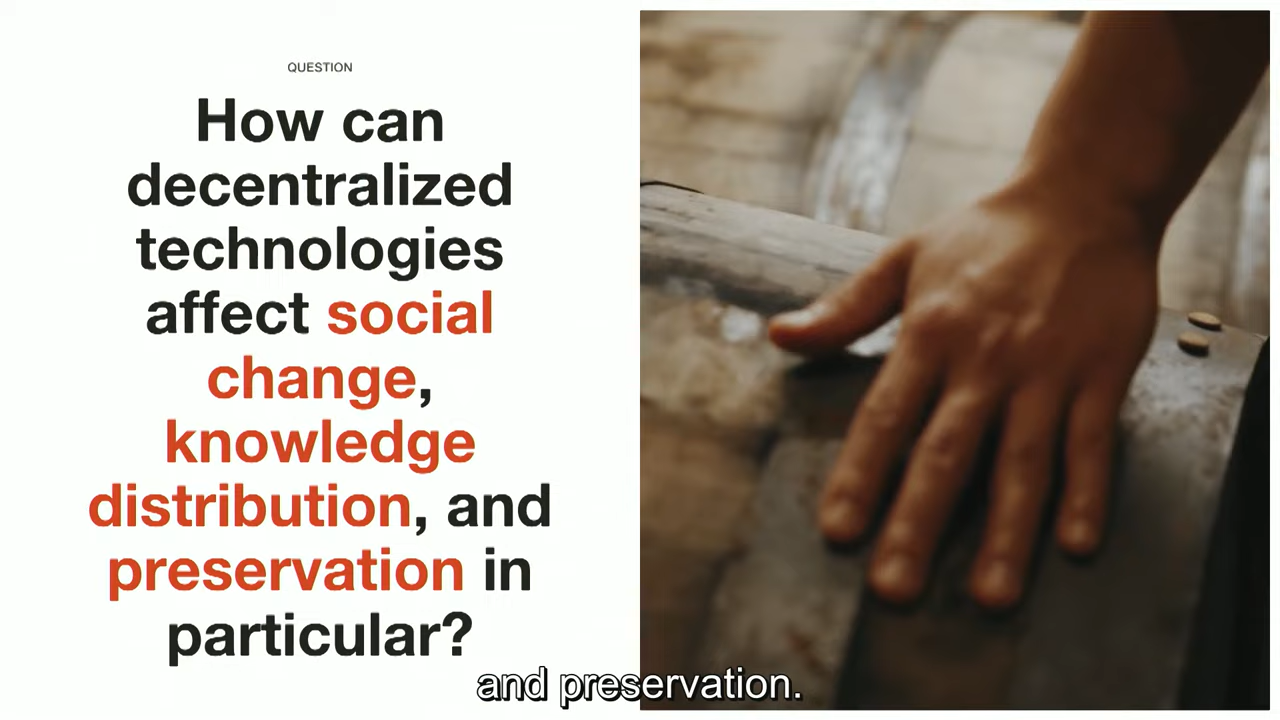 QUESTION
How can
decentralized
technologies
affect social
change,
knowledge
distribution, and
preservation in
particular?
and preservation.